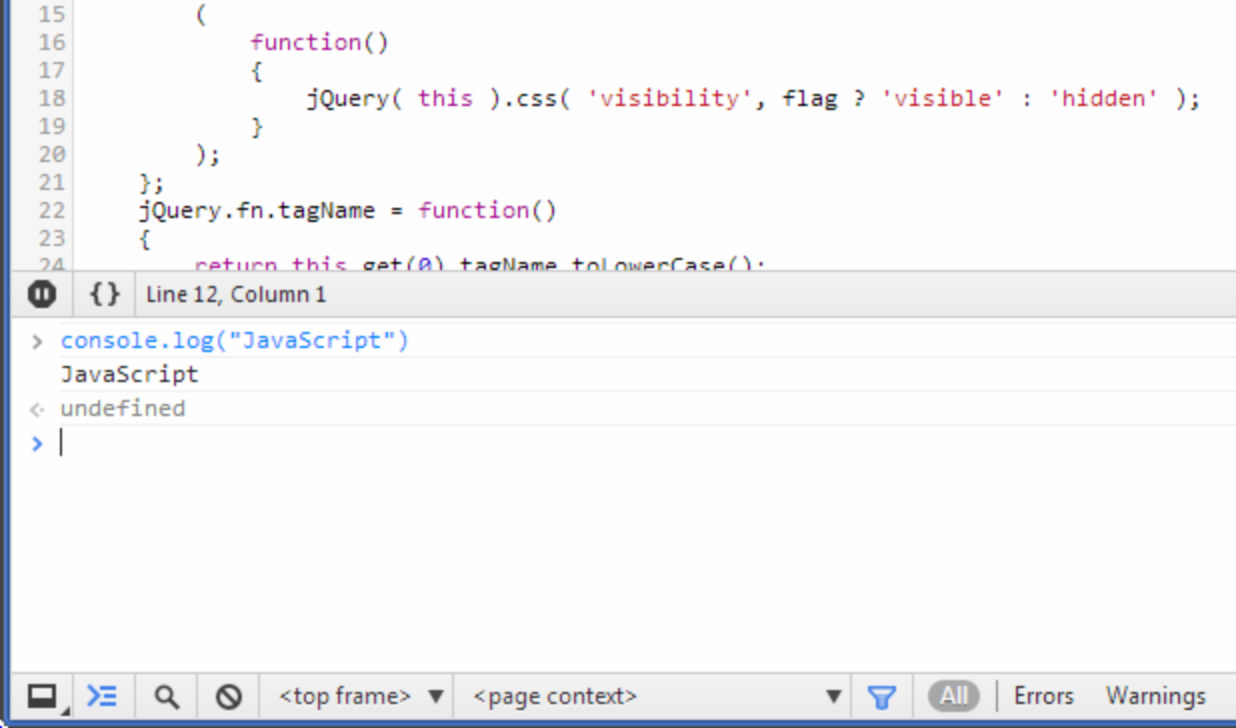 15 (
16 function()
17 {
18 jQuery( this ).css( 'visibility', flag ? 'visible' : 'hidden' );
19 }
20 );
21 };
22 jQuery.fn.tagName = function()
23 {
24 return this.get(0).tagName.toLowerCase();
{} Line 12, Column 1
> console.log("JavaScript")
JavaScript
<· undefined
>
<top frame> ▼ <page context> ▼ All Errors Warnings